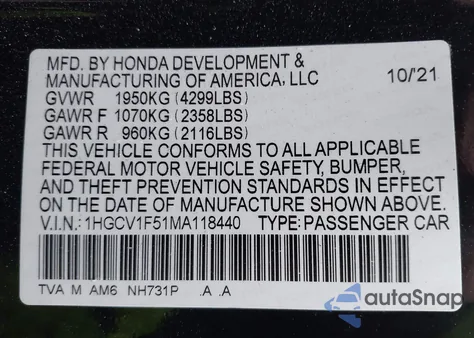 MFD. BY HONDA DEVELOPMENT &
MANUFACTURING OF AMERICA, LLC 10/'21
GVWR 1950KG (4299LBS)
GAWR F 1070KG (2358LBS)
GAWR R 960KG (2116LBS)
THIS VEHICLE CONFORMS TO ALL APPLICABLE
FEDERAL MOTOR VEHICLE SAFETY, BUMPER,
AND THEFT PREVENTION STANDARDS IN EFFECT
ON THE DATE OF MANUFACTURE SHOWN ABOVE.
V.I.N.: 1HGCV1F51MA118440 TYPE: PASSENGER CAR
TVA M AM6 NH731P .A .A
autoSnap